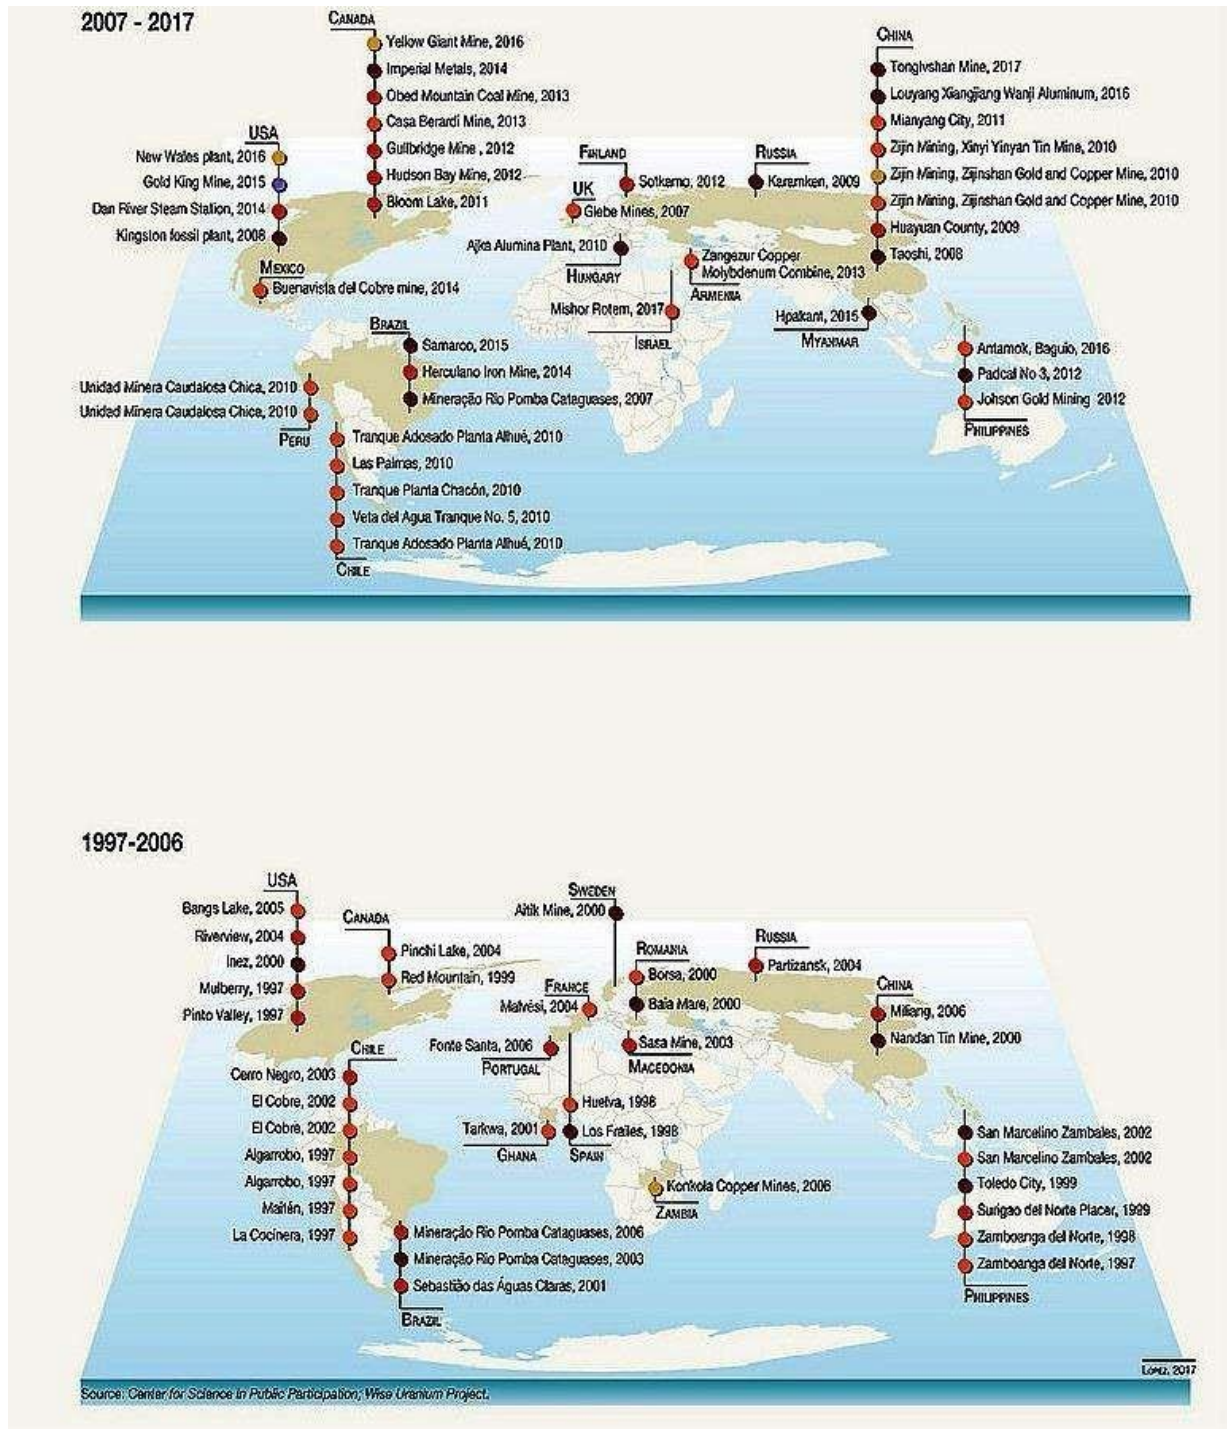 2007 - 2017
CANADA
Yellow Giant Mine, 2016
Imperial Metals, 2014
Obed Mountain Coal Mine, 2013
Casa Berardi Mine, 2013
Gullbridge Mine , 2012
Hudson Bay Mine, 2012
Bloom Lake, 2011
USA
New Wales plant, 2016
Gold King Mine, 2015
Dan River Steam Station, 2014
Kingston fossil plant, 2008
MEXICO
Buenavista del Cobre mine, 2014
FINLAND
Sotkamo, 2012
UK
Glebe Mines, 2007
RUSSIA
Karamken, 2009
Ajka Alumina Plant, 2010
HUNGARY
Zangezur Copper
Molybdenum Combine, 2013
ARMENIA
Mishor Rotem, 2017
ISRAEL
CHINA
Tonglvshan Mine, 2017
Louyang Xiangjiang Wanji Aluminum, 2016
Mianyang City, 2011
Zijin Mining, Xinyi Yinyan Tin Mine, 2010
Zijin Mining, Zijinshan Gold and Copper Mine, 2010
Zijin Mining, Zijinshan Gold and Copper Mine, 2010
Huayuan County, 2009
Taoshi, 2008
Hpakant, 2015
MYANMAR
BRAZIL
Samarco, 2015
Herculano Iron Mine, 2014
Mineração Rio Pomba Cataguases, 2007
Unidad Minera Caudalosa Chica, 2010
Unidad Minera Caudalosa Chica, 2010
PERU
Tranque Adosado Planta Alhué, 2010
Las Palmas, 2010
Tranque Planta Chacón, 2010
Veta del Agua Tranque No. 5, 2010
Tranque Adosado Planta Alhué, 2010
CHILE
Antamok, Baguio, 2016
Padcal No 3, 2012
Johson Gold Mining 2012
PHILIPPINES
1997-2006
USA
Bangs Lake, 2005
Riverview, 2004
Inez, 2000
Mulberry, 1997
Pinto Valley, 1997
CANADA
Pinchi Lake, 2004
Red Mountain, 1999
SWEDEN
Aitik Mine, 2000
ROMANIA
Borsa, 2000
Baia Mare, 2000
FRANCE
Malvési, 2004
RUSSIA
Partizansk, 2004
CHINA
Miliang, 2006
Nandan Tin Mine, 2000
Fonte Santa, 2006
PORTUGAL
Sasa Mine, 2003
MACEDONIA
CHILE
Cerro Negro, 2003
El Cobre, 2002
El Cobre, 2002
Algarrobo, 1997
Algarrobo, 1997
Maitén, 1997
La Cocinera, 1997
Tarkwa, 2001
GHANA
Huelva, 1998
Los Frailes, 1998
SPAIN
Konkola Copper Mines, 2006
ZAMBIA
San Marcelino Zambales, 2002
San Marcelino Zambales, 2002
Toledo City, 1999
Surigao del Norte Placer, 1999
Zamboanga del Norte, 1998
Zamboanga del Norte, 1997
PHILIPPINES
Mineração Rio Pomba Cataguases, 2006
Mineração Rio Pomba Cataguases, 2003
Sebastião das Águas Claras, 2001
BRAZIL
LÓPEZ, 2017
Source: Center for Science in Public Participation; Wise Uranium Project.